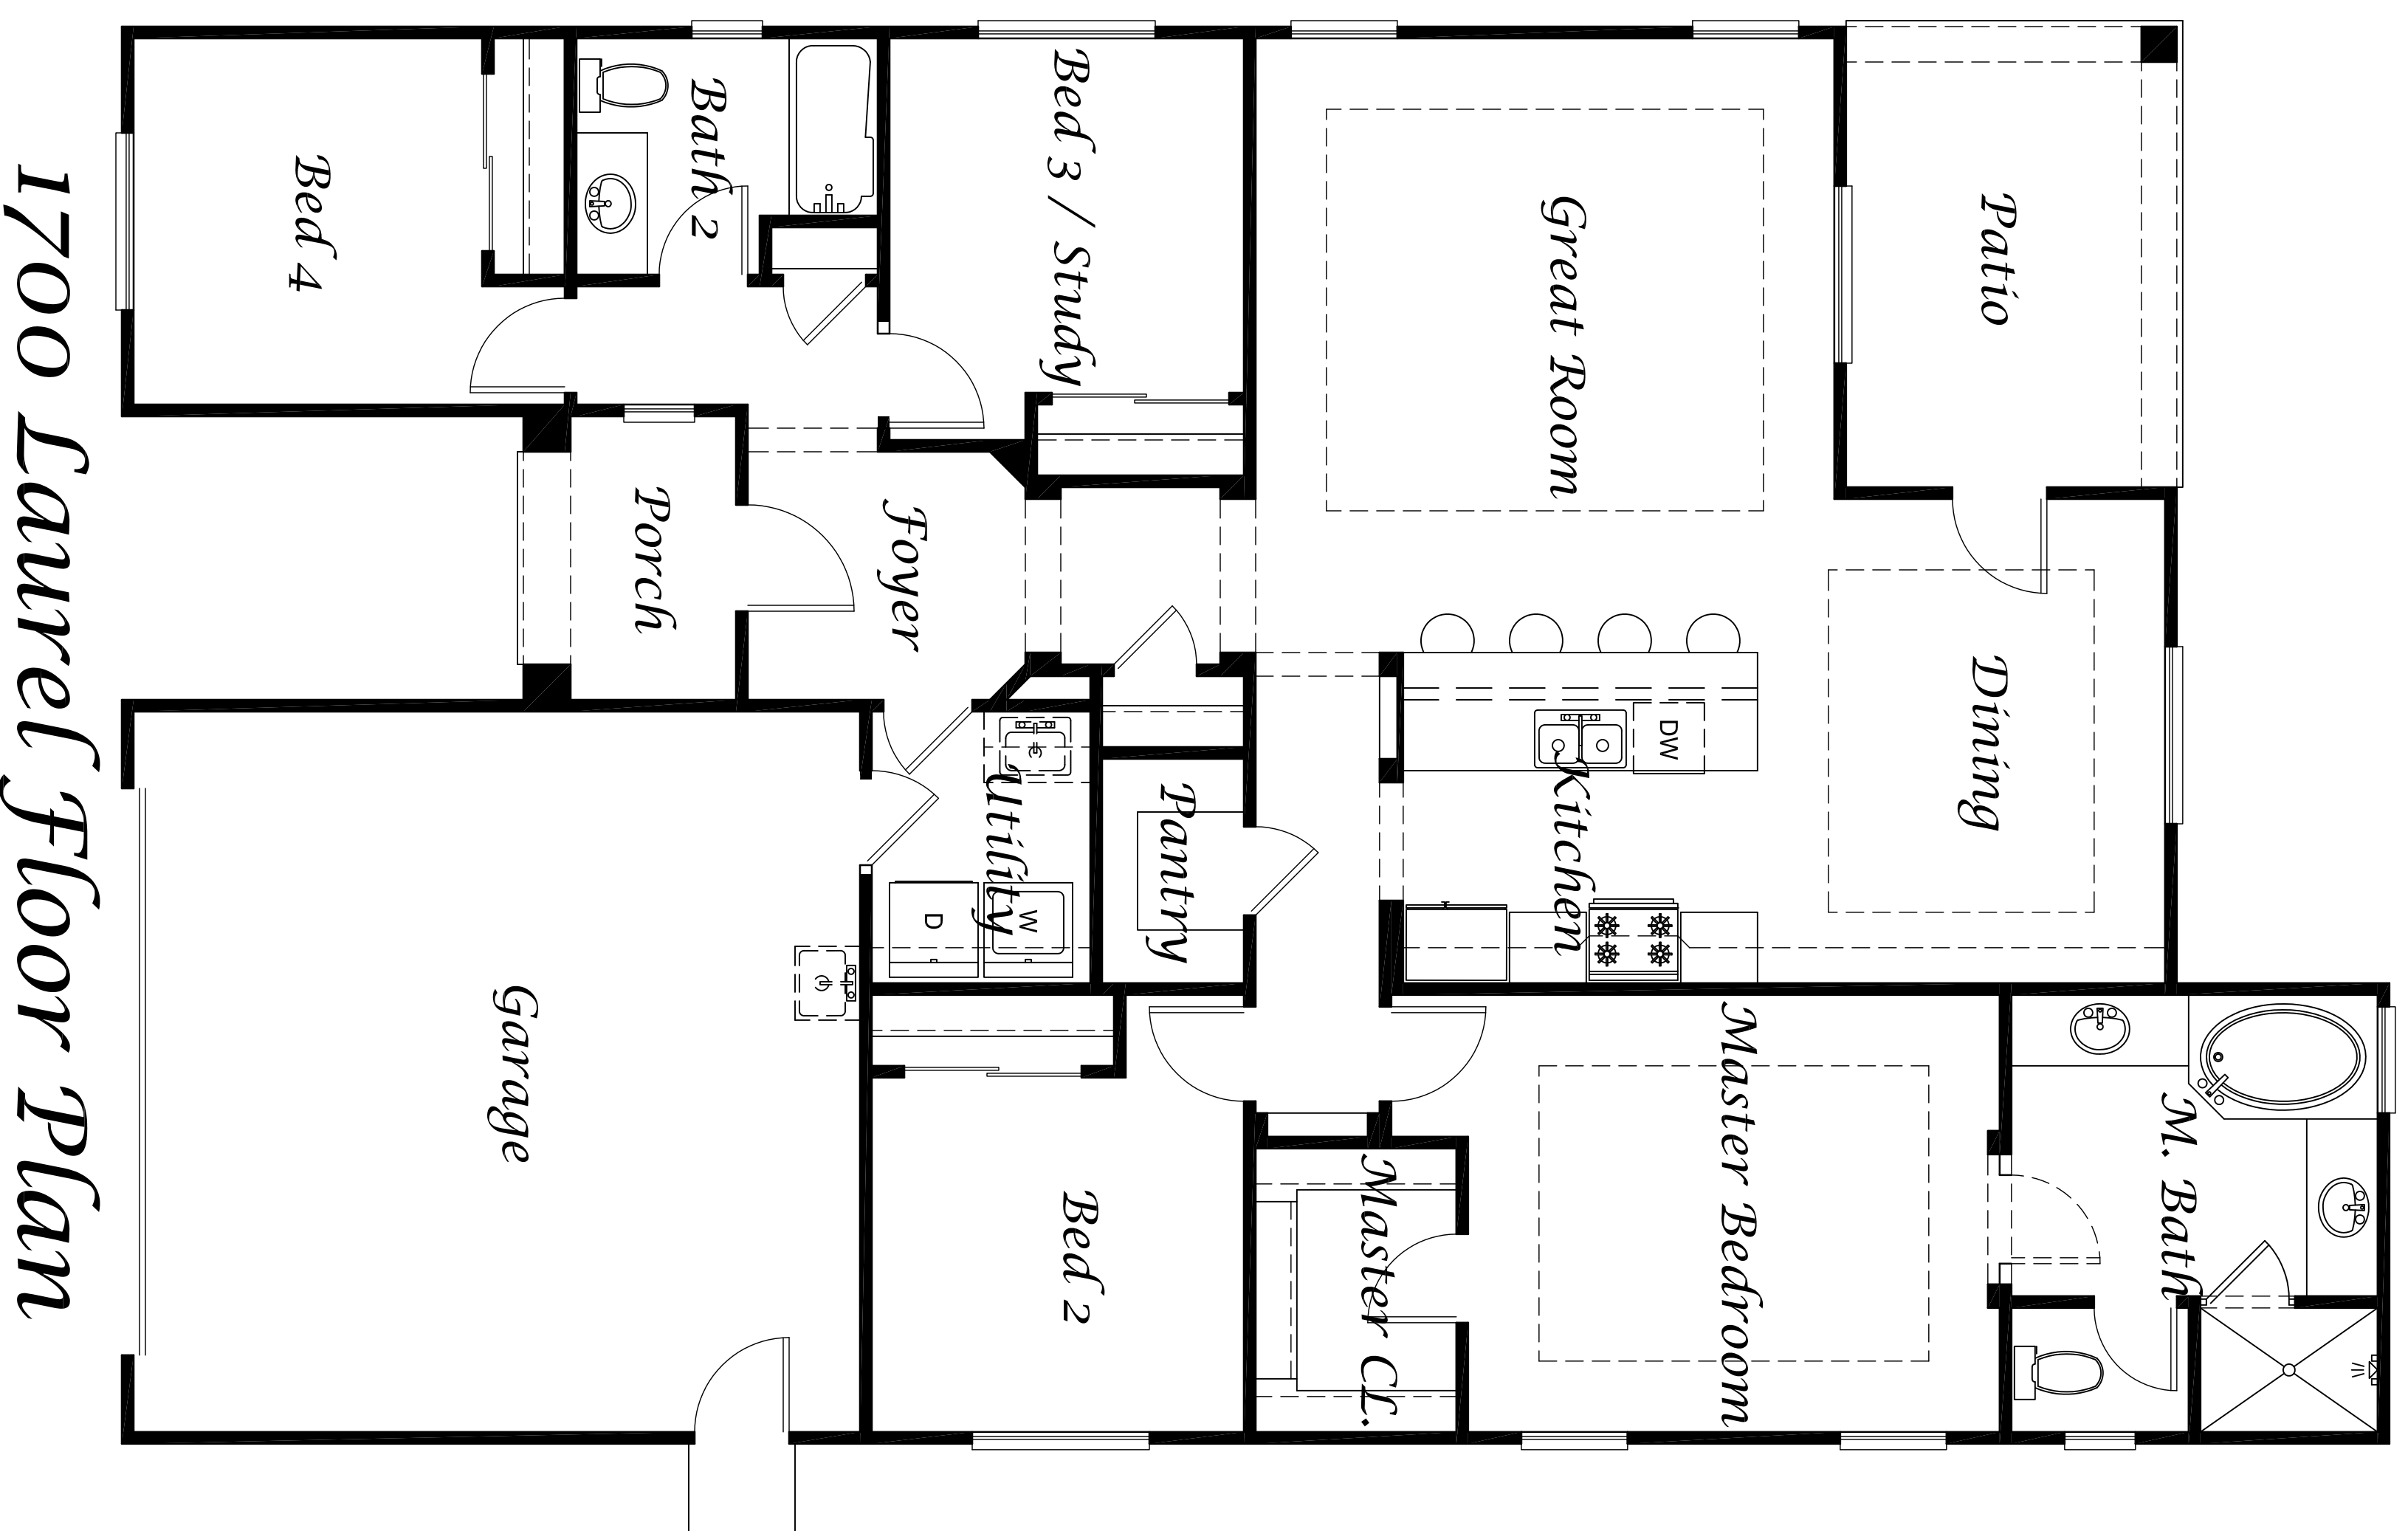 Patio
Great Room
Dining
Bed 3 / Study
Bath 2
Bed 4
Foyer
Porch
Kitchen
DW
Pantry
Utility
W
D
Garage
M. Bath
Master Bedroom
Master Cl.
Bed 2
1700 Laurel Floor Plan